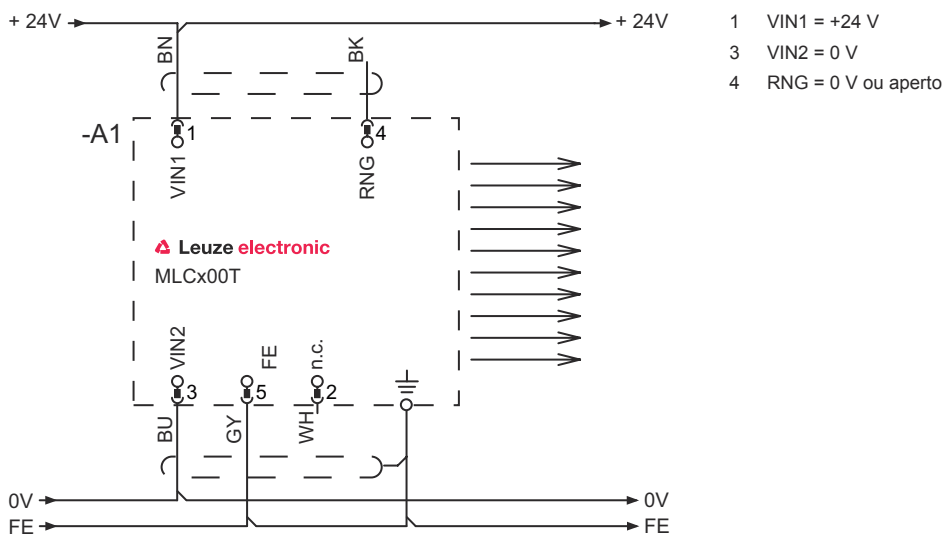 + 24V
+ 24V
1 VIN1 = +24 V
3 VIN2 = 0 V
4 RNG = 0 V ou aperto
BN
BK
-A1
1
4
VIN1
RNG
Leuze electronic
MLCx00T
VIN2
FE
n.c.
3
5
2
BU
GY
WH
0V
0V
FE
FE